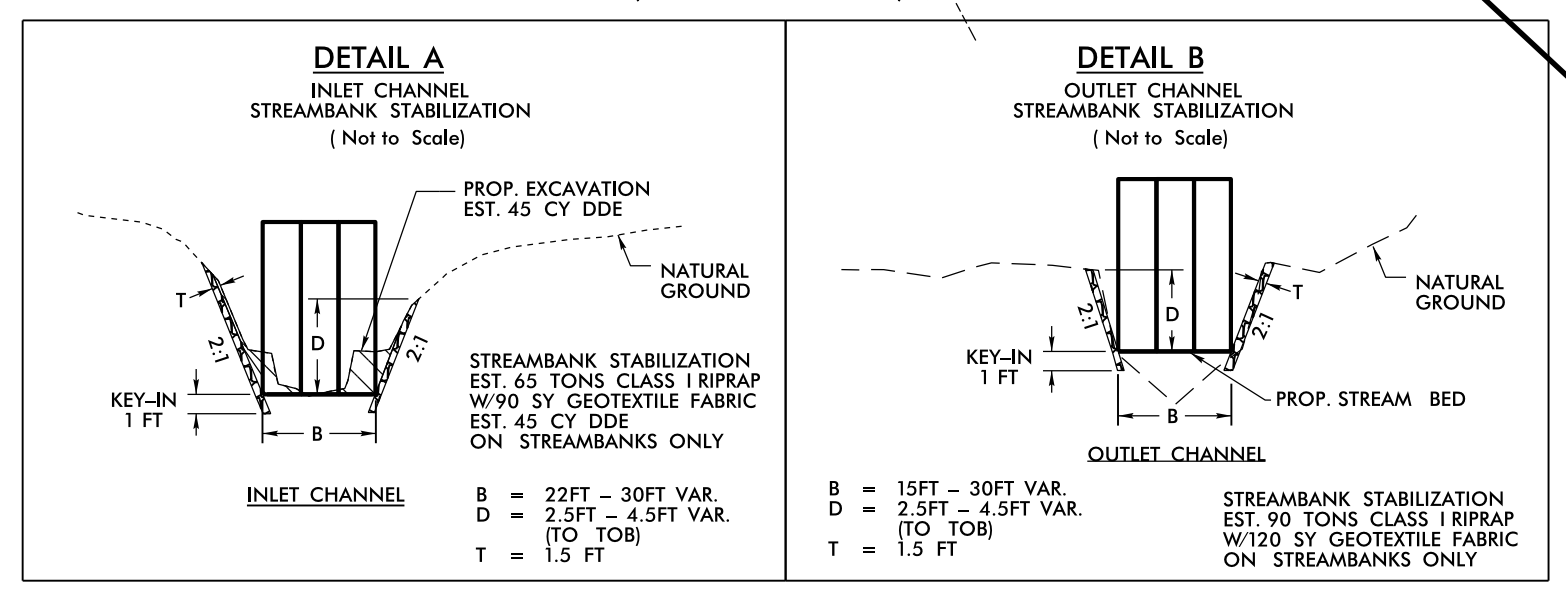 DETAIL A
INLET CHANNEL
STREAMBANK STABILIZATION
( Not to Scale)
PROP. EXCAVATION
EST. 45 CY DDE
NATURAL
GROUND
T
D
2:1
2:1
KEY–IN
1 FT
B
STREAMBANK STABILIZATION
EST. 65 TONS CLASS I RIPRAP
W/90 SY GEOTEXTILE FABRIC
EST. 45 CY DDE
ON STREAMBANKS ONLY
INLET CHANNEL
B = 22FT – 30FT VAR.
D = 2.5FT – 4.5FT VAR.
(TO TOB)
T = 1.5 FT
DETAIL B
OUTLET CHANNEL
STREAMBANK STABILIZATION
( Not to Scale)
T
NATURAL
GROUND
D
2:1
2:1
KEY–IN
1 FT
PROP. STREAM BED
B
OUTLET CHANNEL
B = 15FT – 30FT VAR.
D = 2.5FT – 4.5FT VAR.
(TO TOB)
T = 1.5 FT
STREAMBANK STABILIZATION
EST. 90 TONS CLASS I RIPRAP
W/120 SY GEOTEXTILE FABRIC
ON STREAMBANKS ONLY